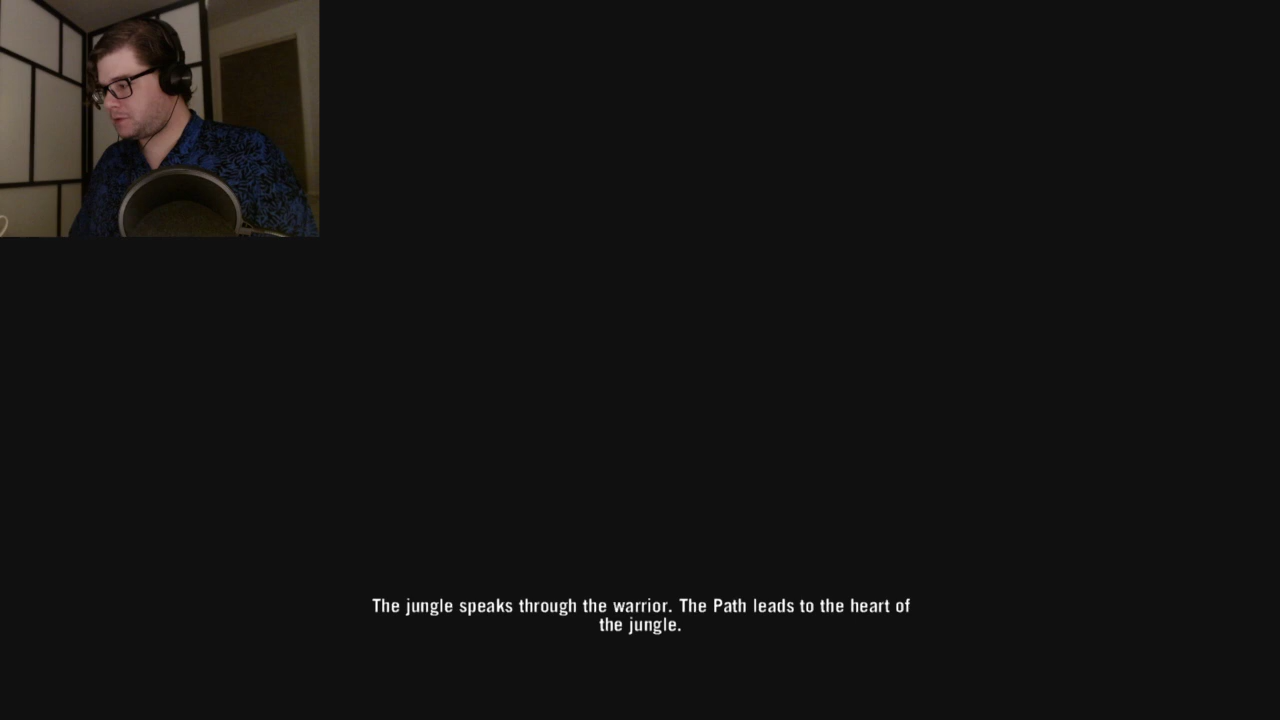 The jungle speaks through the warrior. The Path leads to the heart of
the jungle.